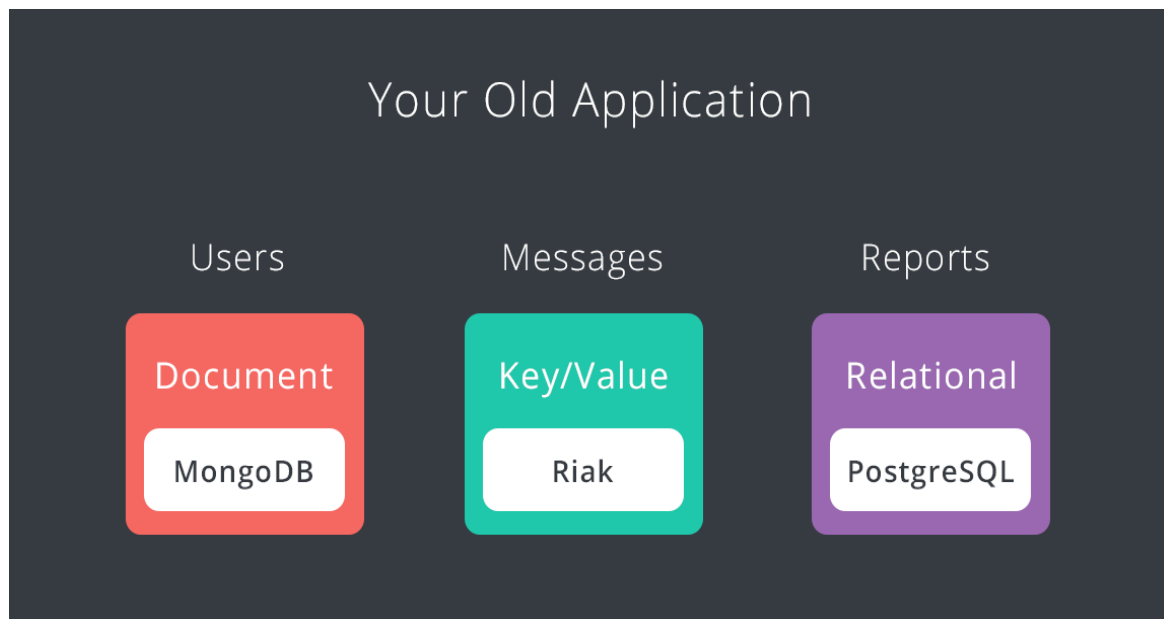 Your Old Application
Users
Messages
Reports
Document
Key/Value
Relational
MongoDB
Riak
PostgreSQL